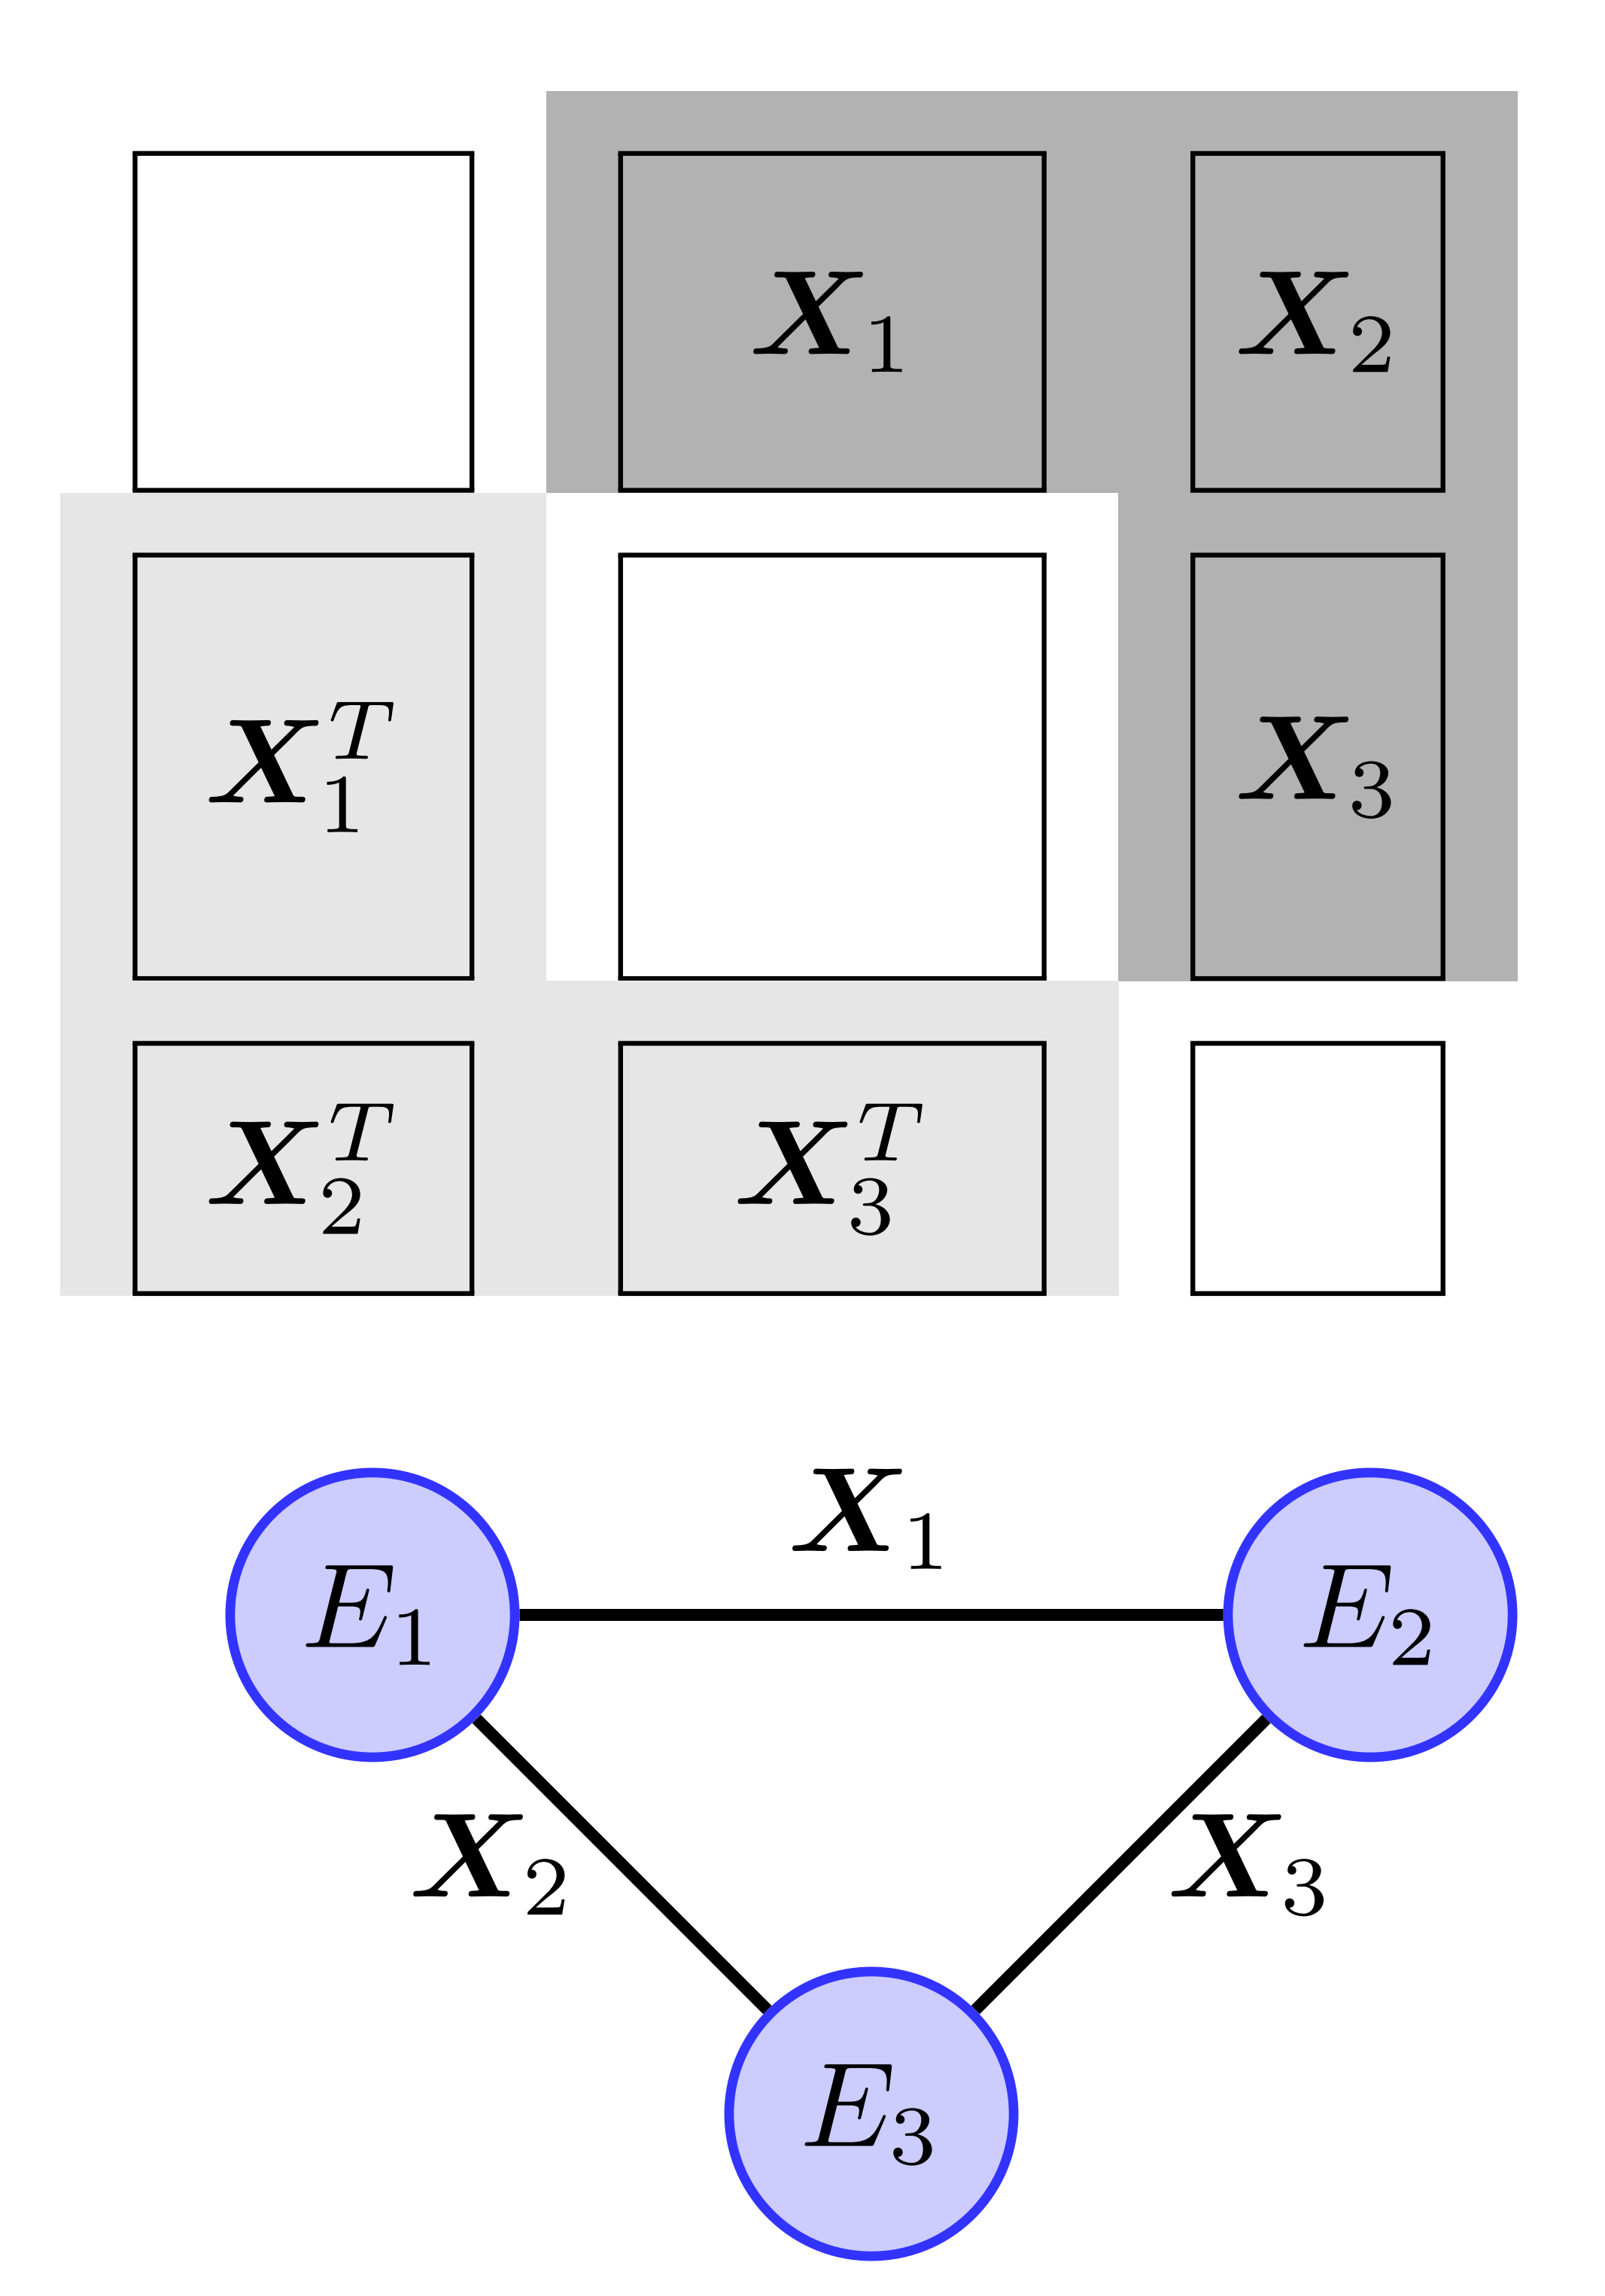 X₁ X₂
X₁ᵀ X₃
X₂ᵀ X₃ᵀ
X₁
E₁ E₂
X₂ X₃
E₃